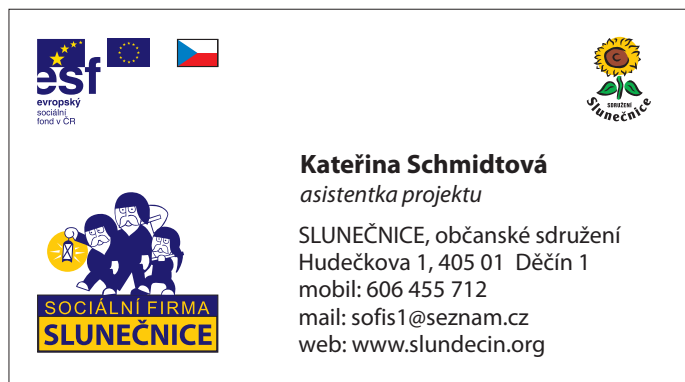 esf
evropský
sociální
fond v ČR
SDRUŽENÍ
Slunečnice
Kateřina Schmidtová
asistentka projektu
SLUNEČNICE, občanské sdružení
Hudečkova 1, 405 01 Děčín 1
mobil: 606 455 712
mail: sofis1@seznam.cz
web: www.slundecin.org
SOCIÁLNÍ FIRMA
SLUNEČNICE